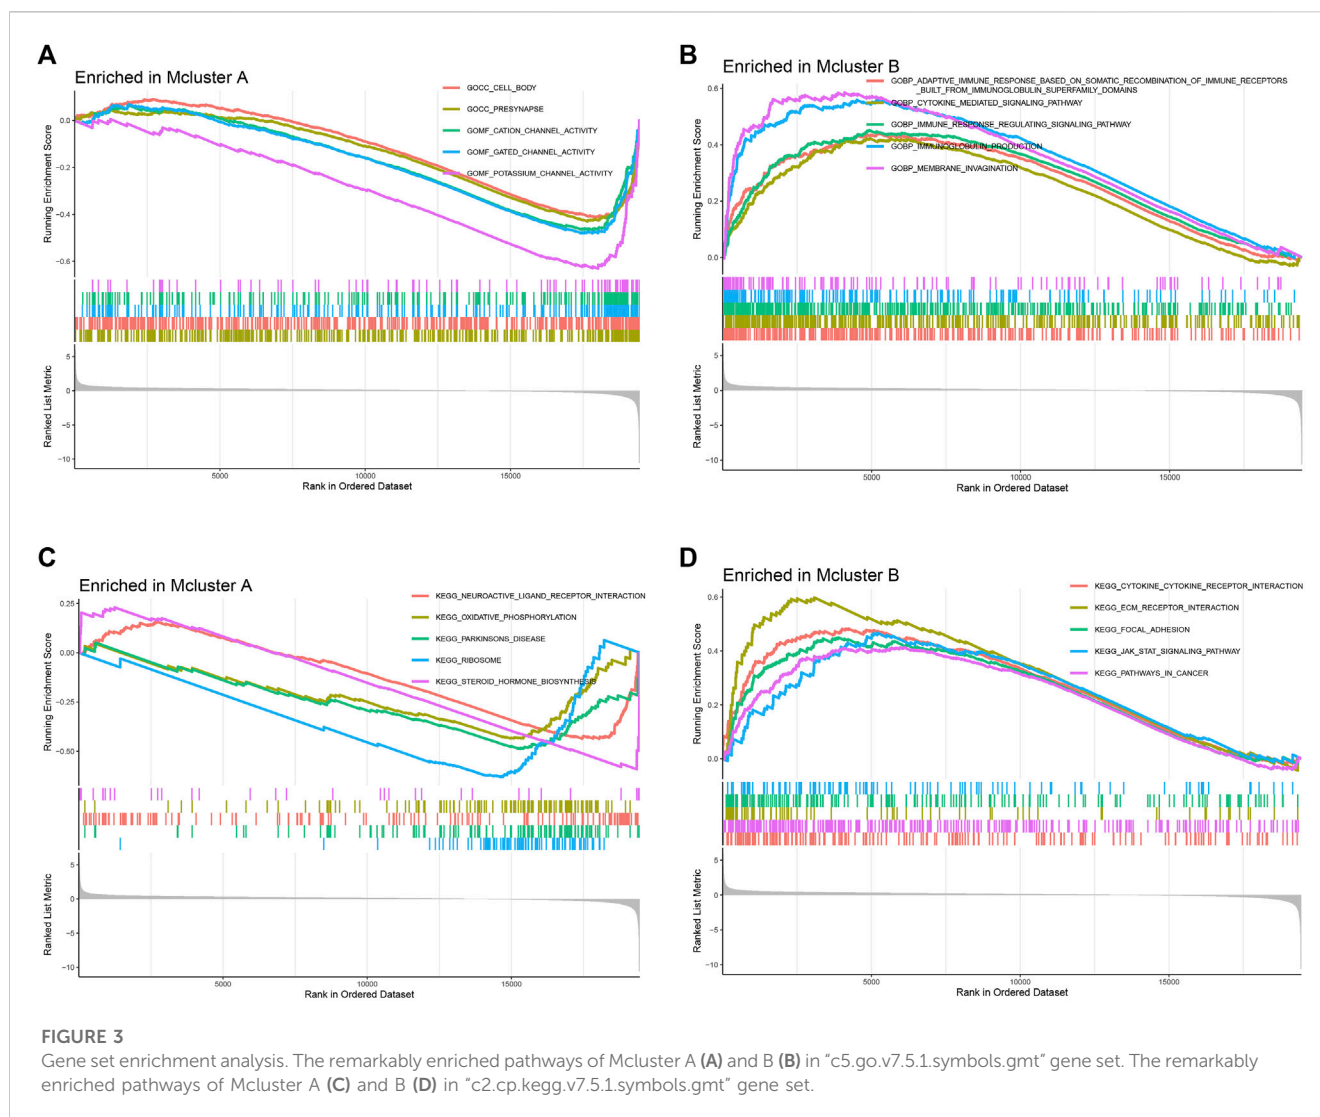 A
Enriched in Mcluster A
GOCC_CELL_BODY
GOCC_PRESYNAPSE
GOMF_CATION_CHANNEL_ACTIVITY
GOMF_GATED_CHANNEL_ACTIVITY
GOMF_POTASSIUM_CHANNEL_ACTIVITY
Running Enrichment Score
0.0
−0.2
−0.4
−0.6
Ranked List Metric
5
0
−5
−10
5000 10000 15000
Rank in Ordered Dataset
B
Enriched in Mcluster B
GOBP_ADAPTIVE_IMMUNE_RESPONSE_BASED_ON_SOMATIC_RECOMBINATION_OF_IMMUNE_RECEPTORS
_BUILT_FROM_IMMUNOGLOBULIN_SUPERFAMILY_DOMAINS
GOBP_CYTOKINE_MEDIATED_SIGNALING_PATHWAY
GOBP_IMMUNE_RESPONSE_REGULATING_SIGNALING_PATHWAY
GOBP_IMMUNOGLOBULIN_PRODUCTION
GOBP_MEMBRANE_INVAGINATION
Running Enrichment Score
0.6
0.4
0.2
0.0
Ranked List Metric
5
0
−5
−10
5000 10000 15000
Rank in Ordered Dataset
C
Enriched in Mcluster A
KEGG_NEUROACTIVE_LIGAND_RECEPTOR_INTERACTION
KEGG_OXIDATIVE_PHOSPHORYLATION
KEGG_PARKINSONS_DISEASE
KEGG_RIBOSOME
KEGG_STEROID_HORMONE_BIOSYNTHESIS
Running Enrichment Score
0.25
0.00
−0.25
−0.50
Ranked List Metric
5
0
−5
−10
5000 10000 15000
Rank in Ordered Dataset
D
Enriched in Mcluster B
KEGG_CYTOKINE_CYTOKINE_RECEPTOR_INTERACTION
KEGG_ECM_RECEPTOR_INTERACTION
KEGG_FOCAL_ADHESION
KEGG_JAK_STAT_SIGNALING_PATHWAY
KEGG_PATHWAYS_IN_CANCER
Running Enrichment Score
0.6
0.4
0.2
0.0
Ranked List Metric
5
0
−5
−10
5000 10000 15000
Rank in Ordered Dataset
FIGURE 3
Gene set enrichment analysis. The remarkably enriched pathways of Mcluster A (A) and B (B) in “c5.go.v7.5.1.symbols.gmt” gene set. The remarkably
enriched pathways of Mcluster A (C) and B (D) in “c2.cp.kegg.v7.5.1.symbols.gmt” gene set.